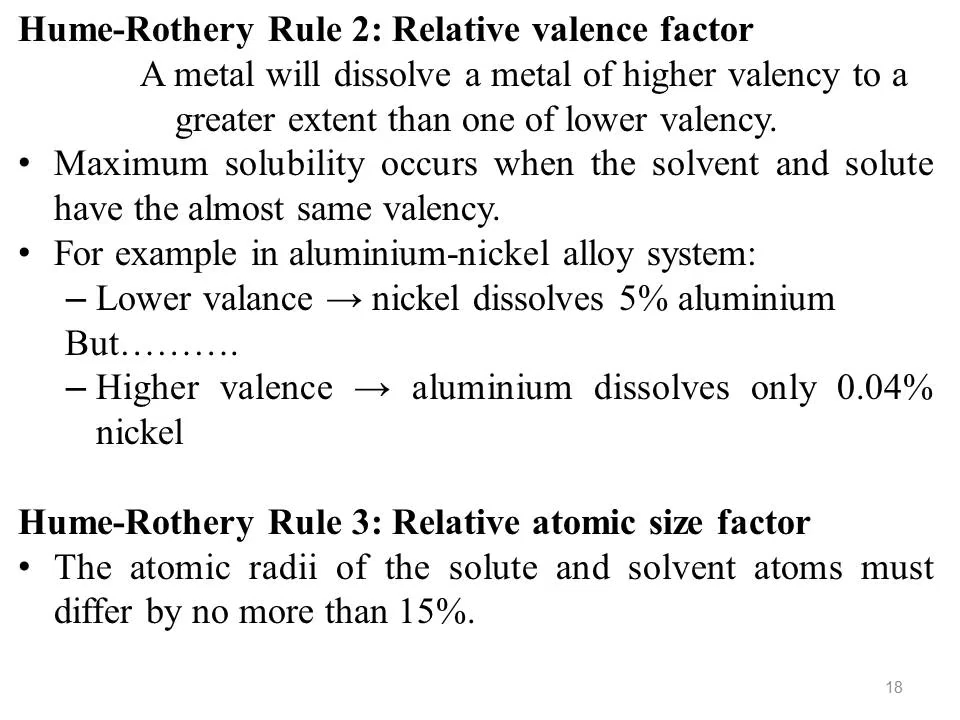 Hume-Rothery Rule 2: Relative valence factor
A metal will dissolve a metal of higher valency to a
greater extent than one of lower valency.
• Maximum solubility occurs when the solvent and solute
have the almost same valency.
• For example in aluminium-nickel alloy system:
– Lower valance → nickel dissolves 5% aluminium
But……….
– Higher valence → aluminium dissolves only 0.04%
nickel
Hume-Rothery Rule 3: Relative atomic size factor
• The atomic radii of the solute and solvent atoms must
differ by no more than 15%.
18